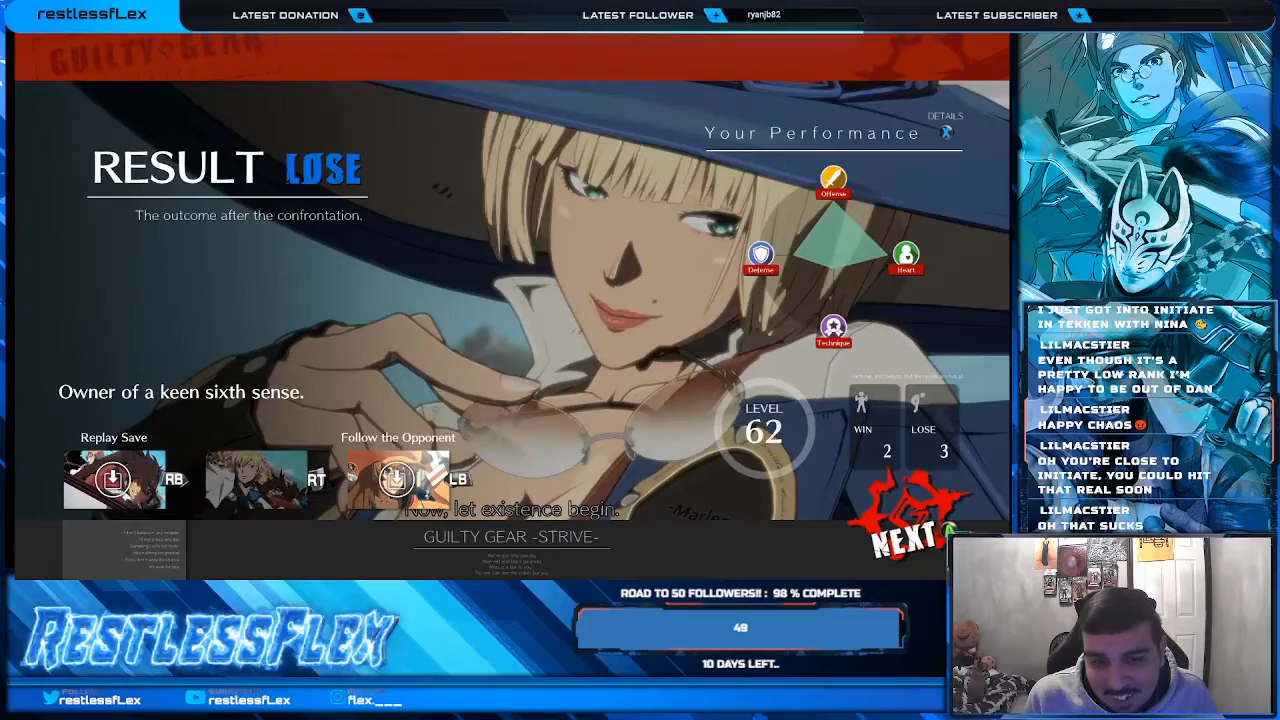 restlessfLex
LATEST DONATION
LATEST FOLLOWER
ryanjb82
LATEST SUBSCRIBER
GUILTY GEAR
DETAILS
Your Performance
X
RESULT LOSE
The outcome after the confrontation.
Offense
Defense
Heart
Technique
Owner of a keen sixth sense.
LEVEL
62
WIN
LOSE
2
3
Replay Save
Follow the Opponent
RB
RT
LB
Now, let existence begin.
NEXT
GUILTY GEAR -STRIVE-
I JUST GOT INTO INITIATE
IN TEKKEN WITH NINA
LILMACSTIER
EVEN THOUGH IT'S A
PRETTY LOW RANK I'M
HAPPY TO BE OUT OF DAN
LILMACSTIER
HAPPY CHAOS
LILMACSTIER
OH YOU'RE CLOSE TO
INITIATE, YOU COULD HIT
THAT REAL SOON
LILMACSTIER
OH THAT SUCKS
RESTLESSFLEX
ROAD TO 50 FOLLOWERS!! : 98 % COMPLETE
49
10 DAYS LEFT..
restlessfLex
restlessfLex
flex.___